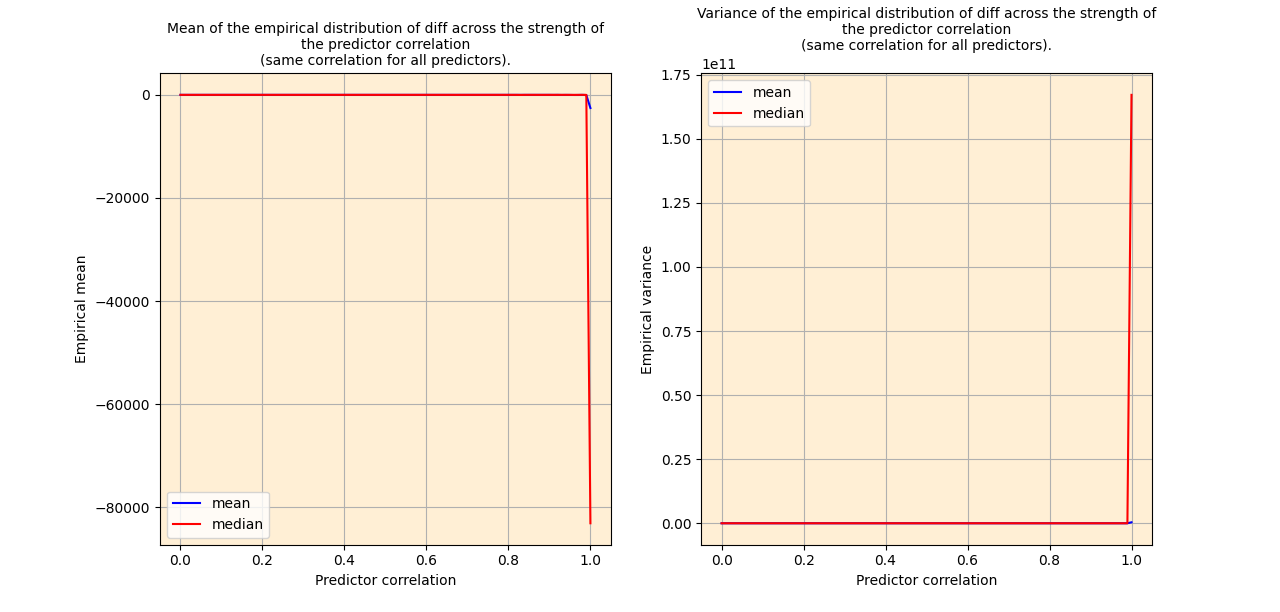 Mean of the empirical distribution of diff across the strength of
the predictor correlation
(same correlation for all predictors).
0
−20000
−40000
−60000
−80000
Empirical mean
mean
median
0.0 0.2 0.4 0.6 0.8 1.0
Predictor correlation
Variance of the empirical distribution of diff across the strength of
the predictor correlation
(same correlation for all predictors).
1e11
mean
median
1.75
1.50
1.25
1.00
0.75
0.50
0.25
0.00
Empirical variance
0.0 0.2 0.4 0.6 0.8 1.0
Predictor correlation